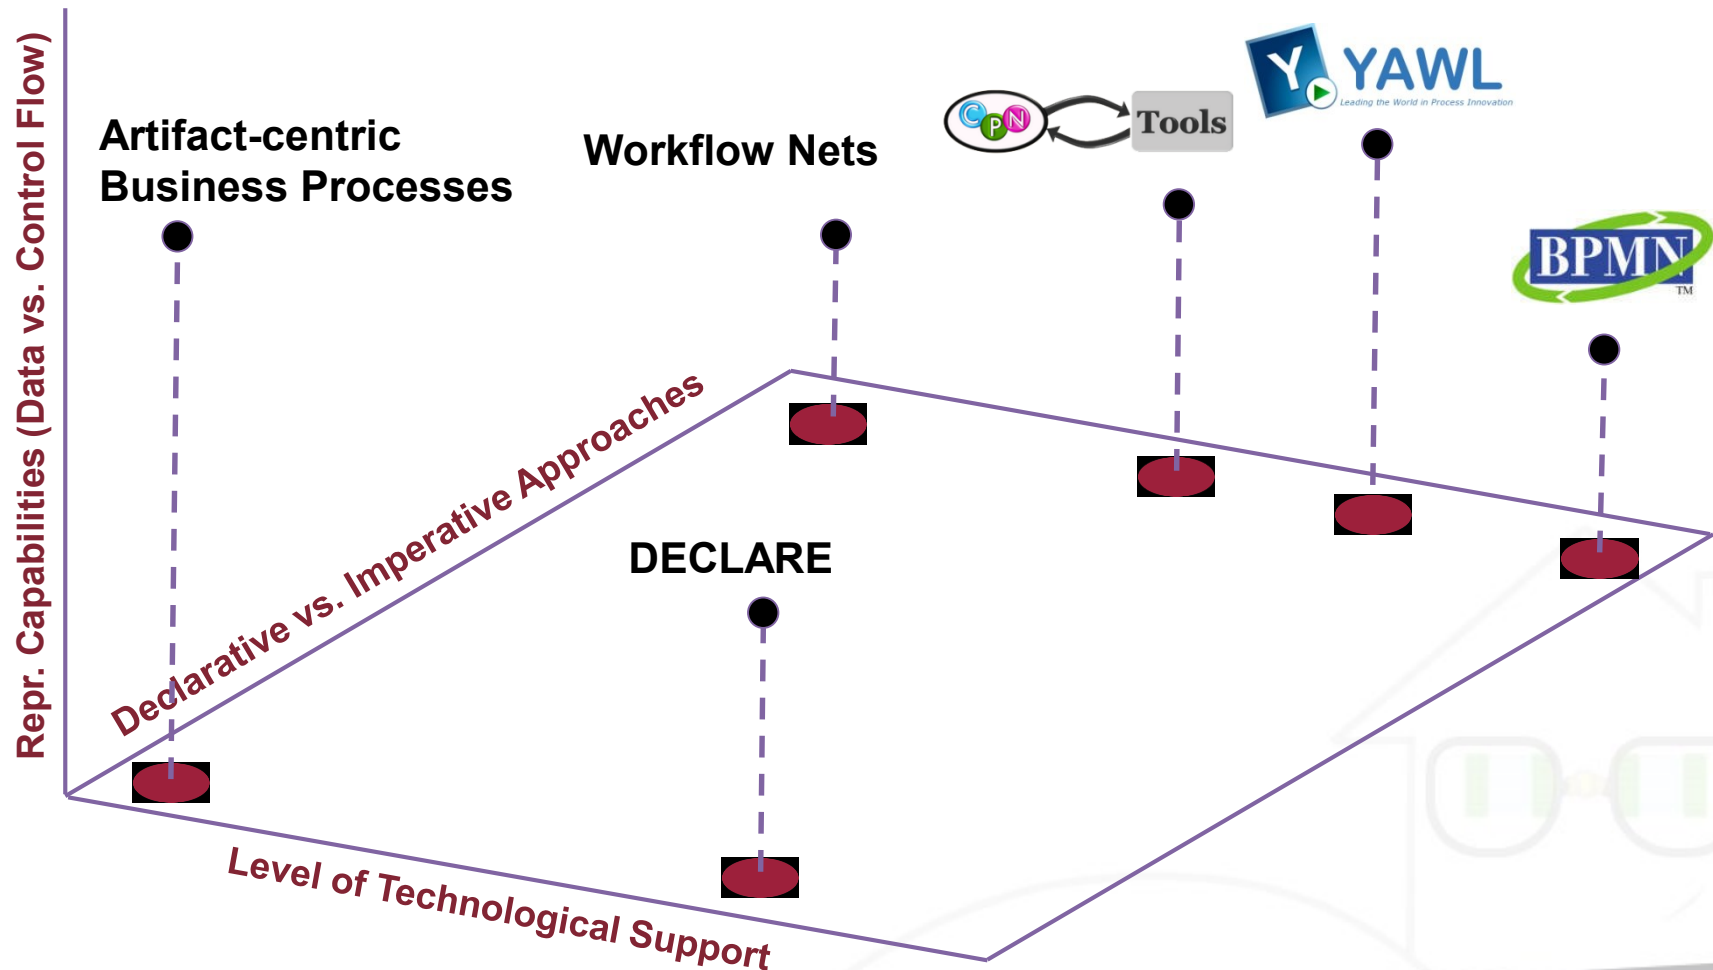 Repr. Capabilities (Data vs. Control Flow)
Artifact-centric
Business Processes
Workflow Nets
CPN
Tools
Y
YAWL
Leading the World in Process Innovation
BPMN
TM
Declarative vs. Imperative Approaches
DECLARE
Level of Technological Support